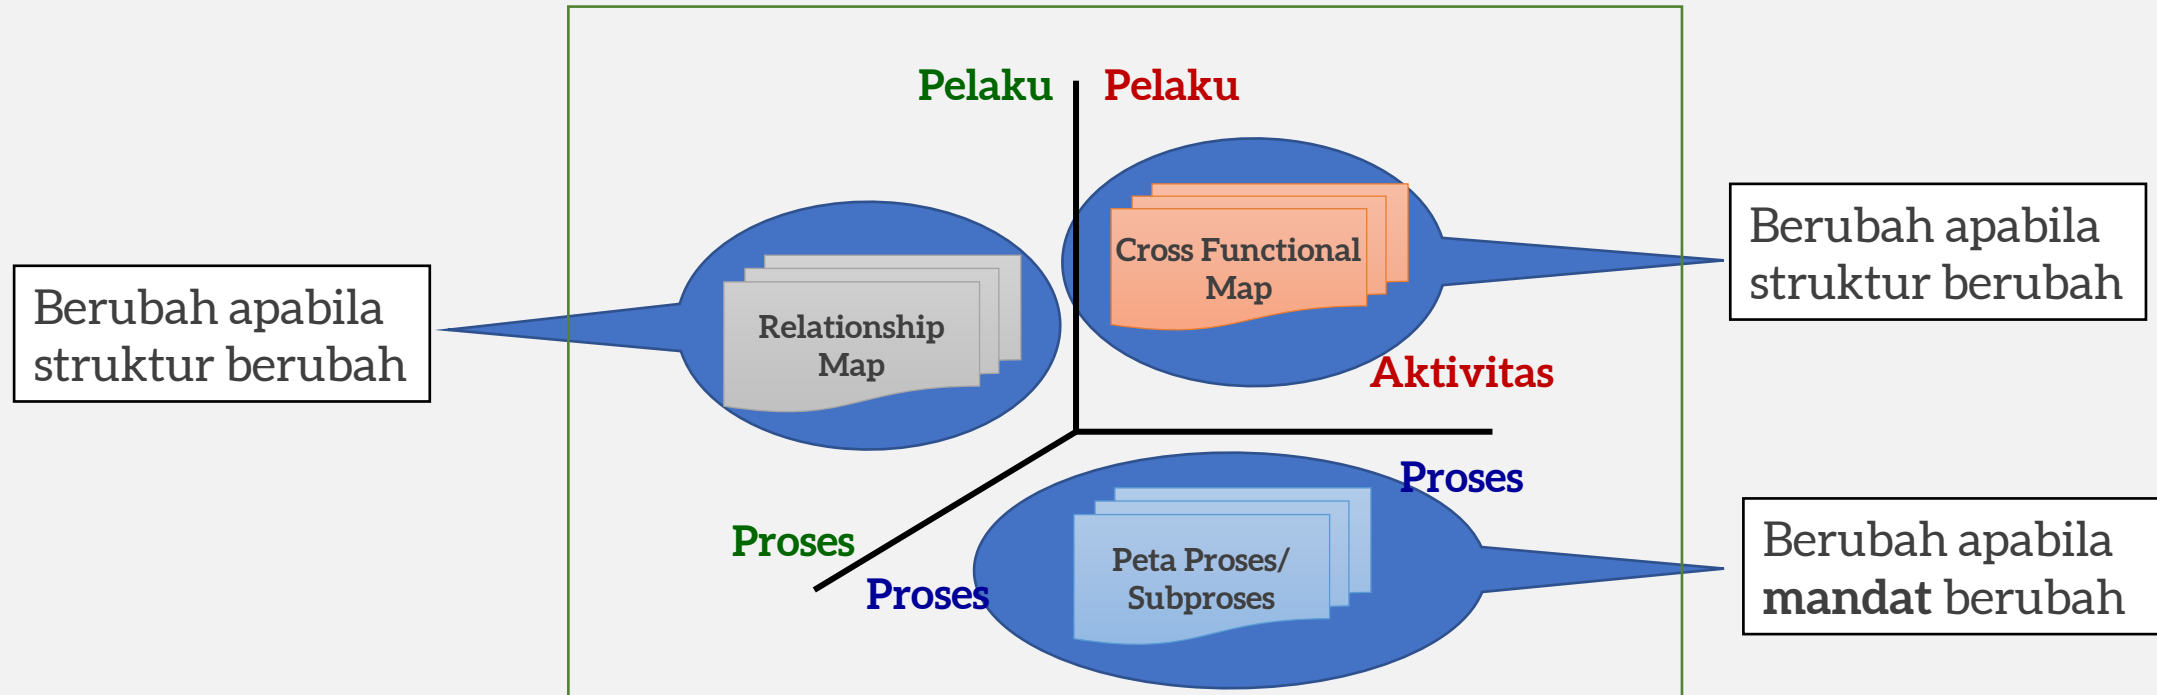 Pelaku
Pelaku
Cross Functional
Map
Berubah apabila
struktur berubah
Relationship
Map
Berubah apabila
struktur berubah
Aktivitas
Proses
Proses
Proses
Peta Proses/
Subproses
Berubah apabila
mandat berubah